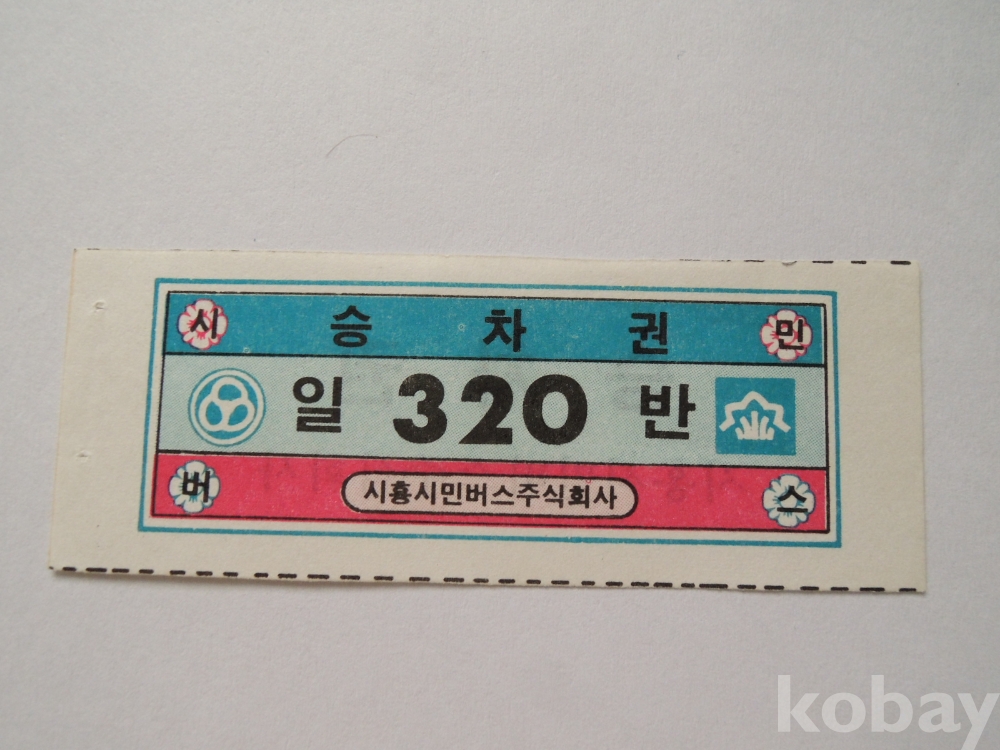 시 승 차 권 민
일 320 반
버 시흥시민버스주식회사 스
kobay